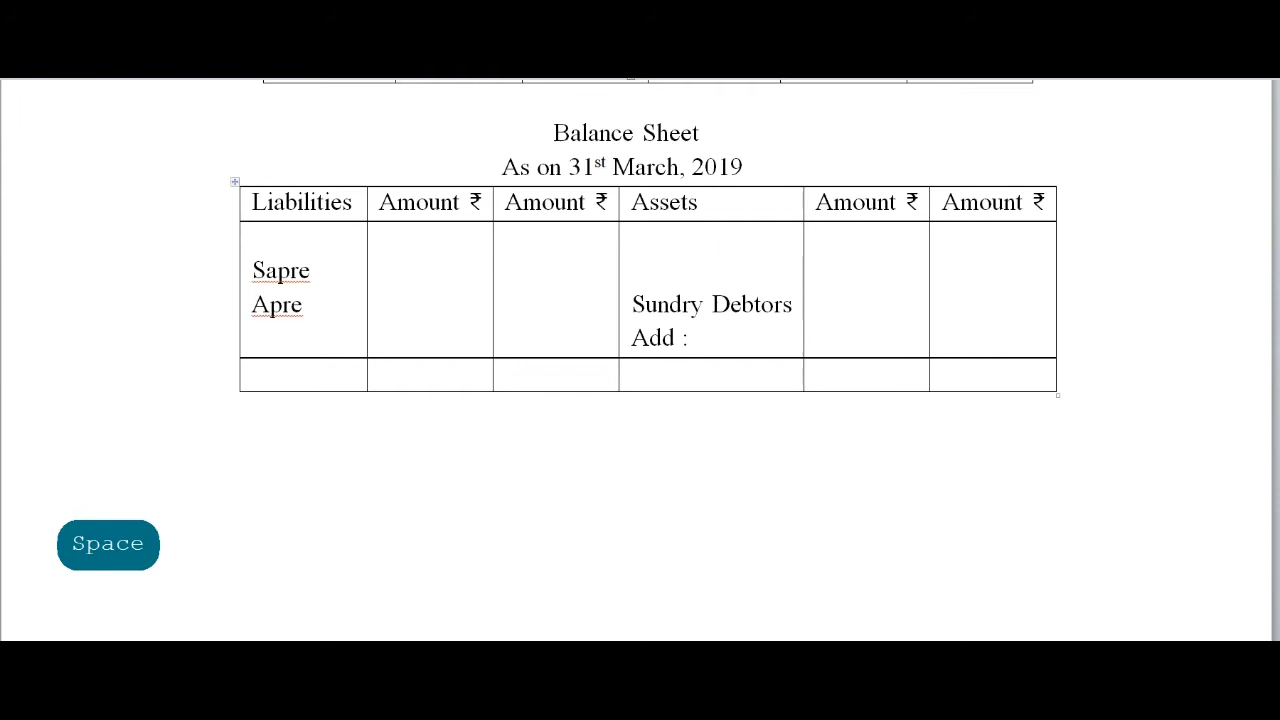 Balance Sheet
As on 31st March, 2019
Liabilities Amount ₹ Amount ₹ Assets Amount ₹ Amount ₹
Sapre
Apre Sundry Debtors
Add :
Space